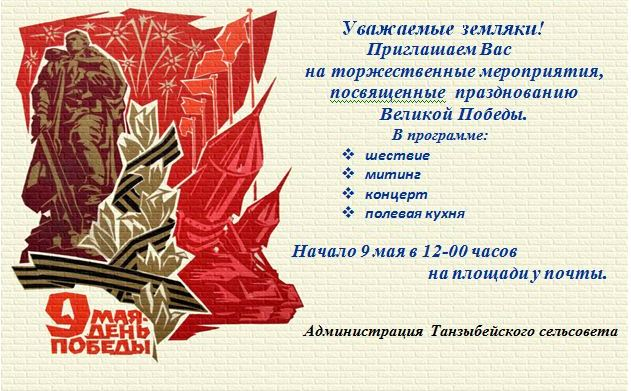 Уважаемые земляки!
Приглашаем Вас
на торжественные мероприятия,
посвященные празднованию
Великой Победы.
В программе:
❖ шествие
❖ митинг
❖ концерт
❖ полевая кухня
Начало 9 мая в 12-00 часов
на площади у почты.
Администрация Танзыбейского сельсовета
9 МАЯ-
ДЕНЬ
ПОБЕДЫ